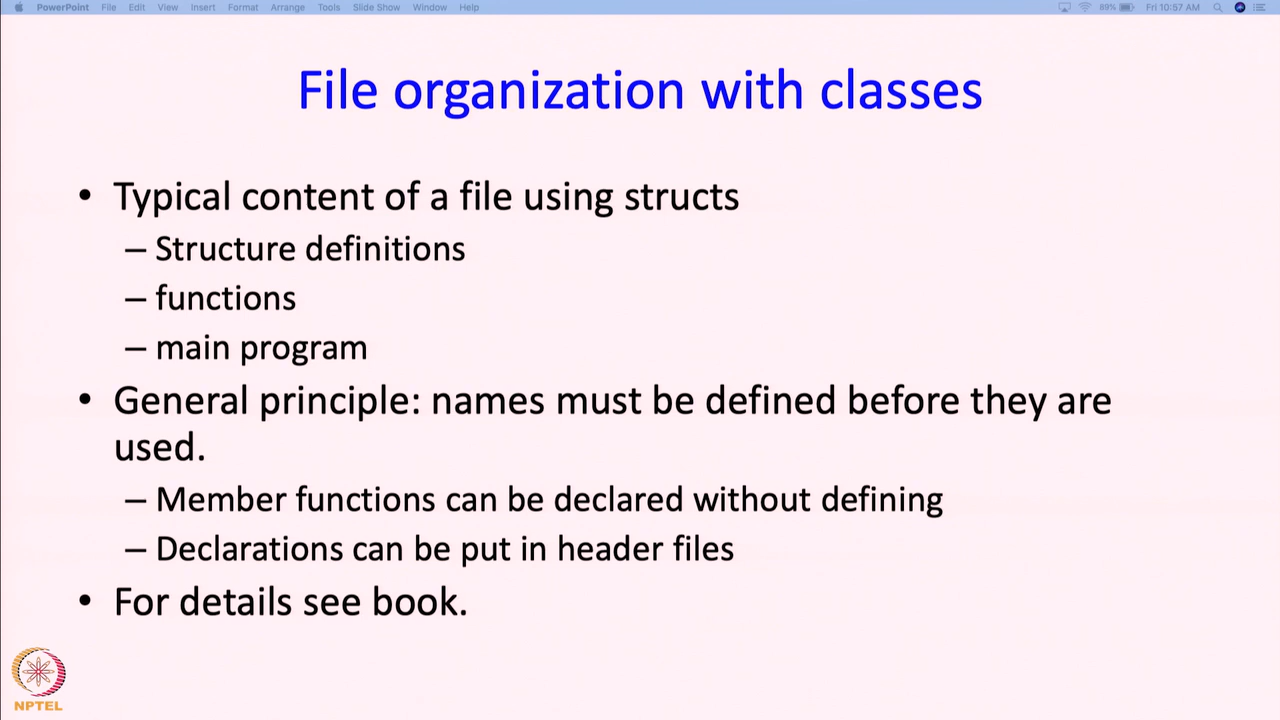 PowerPoint File Edit View Insert Format Arrange Tools Slide Show Window Help 89% Fri 10:57 AM
File organization with classes
• Typical content of a file using structs
– Structure definitions
– functions
– main program
• General principle: names must be defined before they are
used.
– Member functions can be declared without defining
– Declarations can be put in header files
• For details see book.
NPTEL